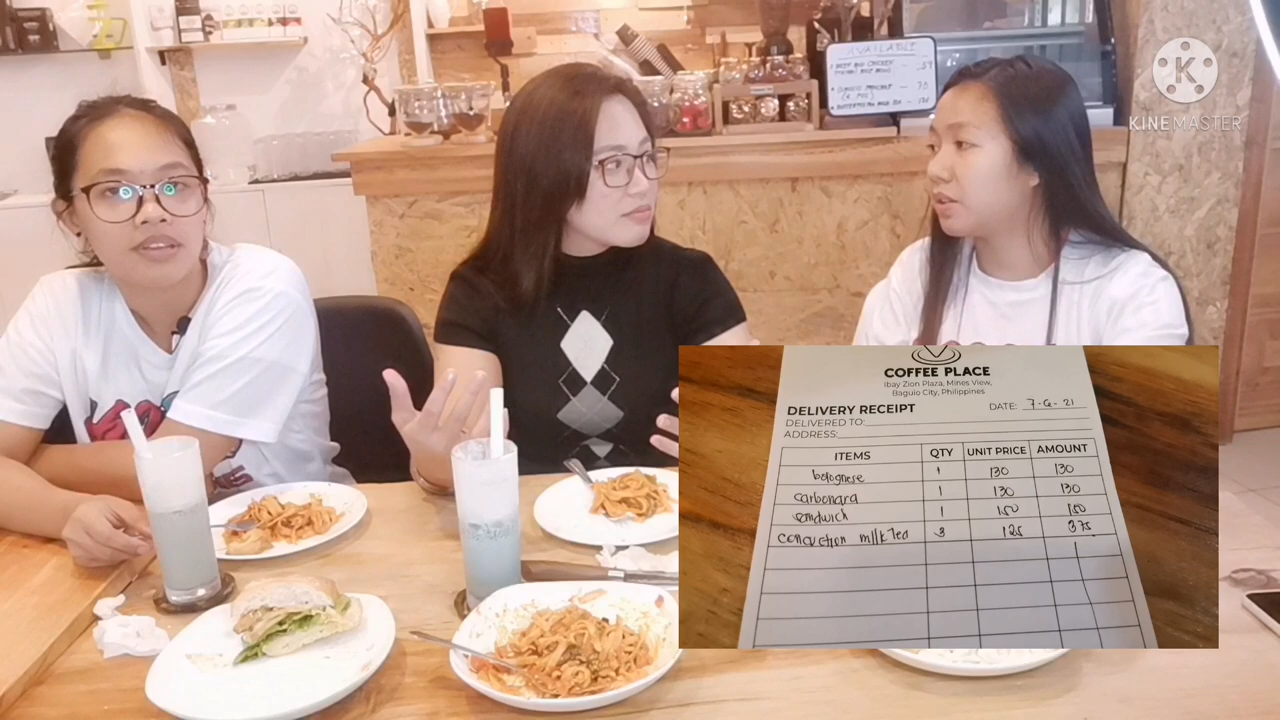 AVAILABLE
KINEMASTER
COFFEE PLACE
Ibay Zion Plaza, Mines View,
Baguio City, Philippines
DELIVERY RECEIPT DATE: 7-6-21
DELIVERED TO:
ADDRESS:
ITEMS QTY UNIT PRICE AMOUNT
bolognese 1 130 130
carbonara 1 130 130
sandwich 1 150 150
concoction milk Tea 3 125 375